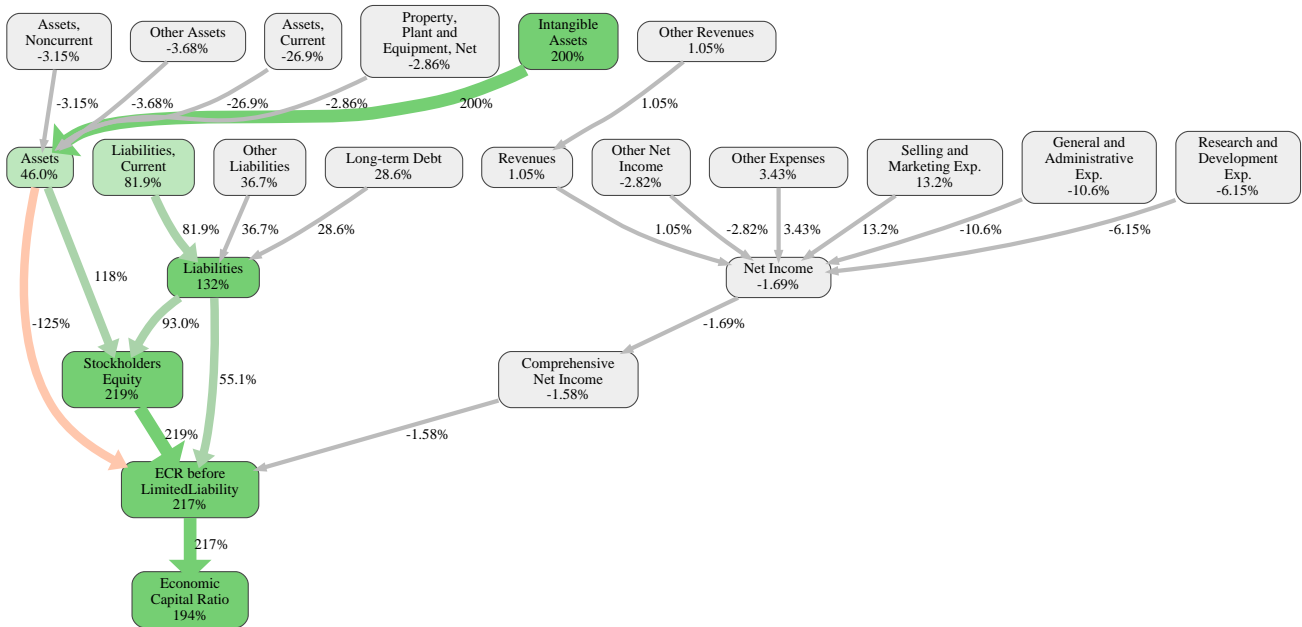 Assets,
Noncurrent
-3.15%
Other Assets
-3.68%
Assets,
Current
-26.9%
Property,
Plant and
Equipment, Net
-2.86%
Intangible
Assets
200%
Other Revenues
1.05%
-3.15%
-3.68%
-26.9%
-2.86%
200%
1.05%
Assets
46.0%
Liabilities,
Current
81.9%
Other
Liabilities
36.7%
Long-term Debt
28.6%
Revenues
1.05%
Other Net
Income
-2.82%
Other Expenses
3.43%
Selling and
Marketing Exp.
13.2%
General and
Administrative
Exp.
-10.6%
Research and
Development
Exp.
-6.15%
81.9%
36.7%
28.6%
1.05%
-2.82%
3.43%
13.2%
-10.6%
-6.15%
Liabilities
132%
Net Income
-1.69%
118%
-125%
93.0%
55.1%
-1.69%
Stockholders
Equity
219%
Comprehensive
Net Income
-1.58%
219%
-1.58%
ECR before
LimitedLiability
217%
217%
Economic
Capital Ratio
194%